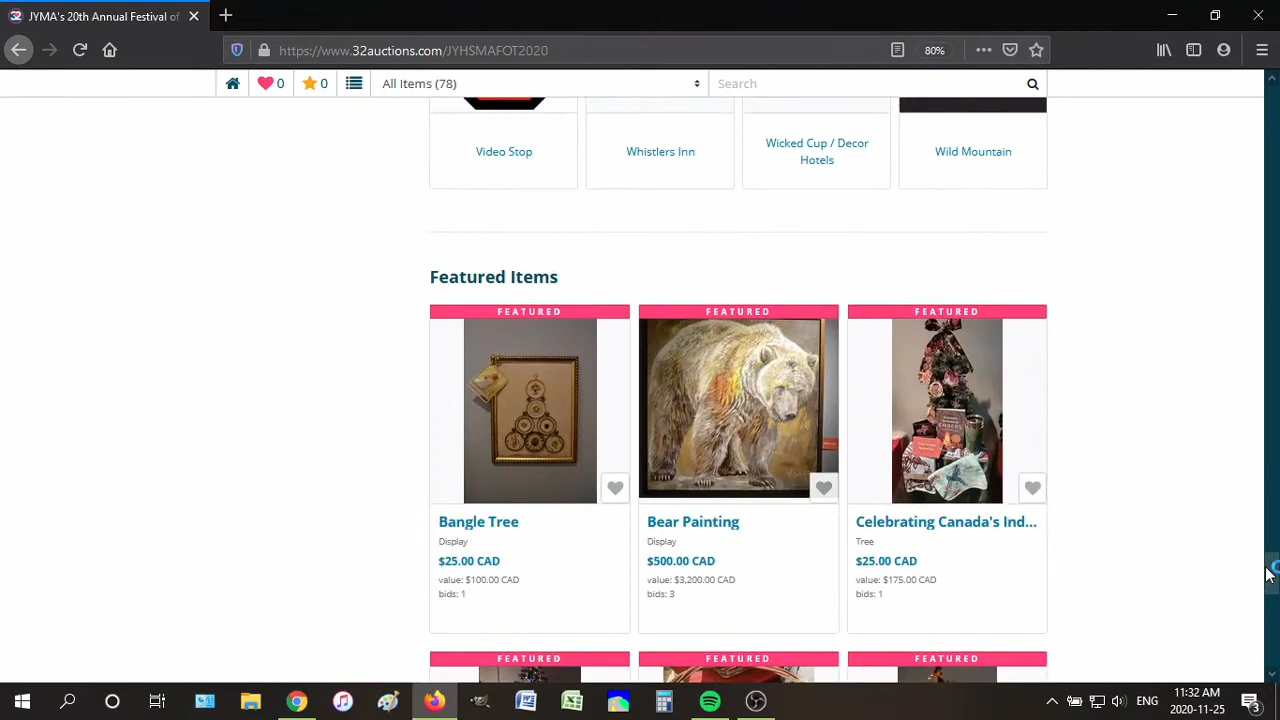 JYMA's 20th Annual Festival of
https://www.32auctions.com/JYHSMAFOT2020
80%
0
0
All Items (78)
Search
Video Stop
Whistlers Inn
Wicked Cup / Decor
Hotels
Wild Mountain
Featured Items
FEATURED
FEATURED
FEATURED
Bangle Tree
Display
$25.00 CAD
value: $100.00 CAD
bids: 1
Bear Painting
Display
$500.00 CAD
value: $3,200.00 CAD
bids: 3
Celebrating Canada's Ind...
Tree
$25.00 CAD
value: $175.00 CAD
bids: 1
FEATURED
FEATURED
FEATURED
ENG
11:32 AM
2020-11-25
3